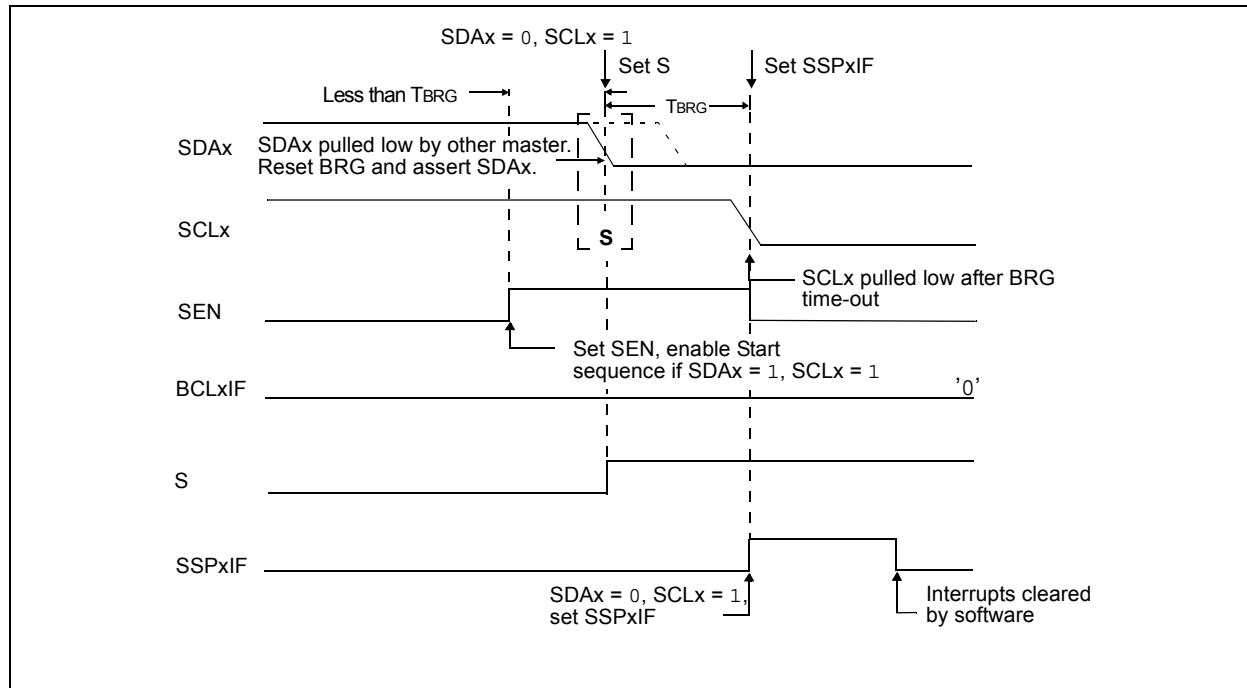 SDAx = 0, SCLx = 1
Set S
Set SSPxIF
Less than TBRG
TBRG
SDAx
SDAx pulled low by other master.
Reset BRG and assert SDAx.
SCLx
S
SCLx pulled low after BRG
time-out
SEN
Set SEN, enable Start
sequence if SDAx = 1, SCLx = 1
BCLxIF
'0'
S
SSPxIF
SDAx = 0, SCLx = 1,
set SSPxIF
Interrupts cleared
by software